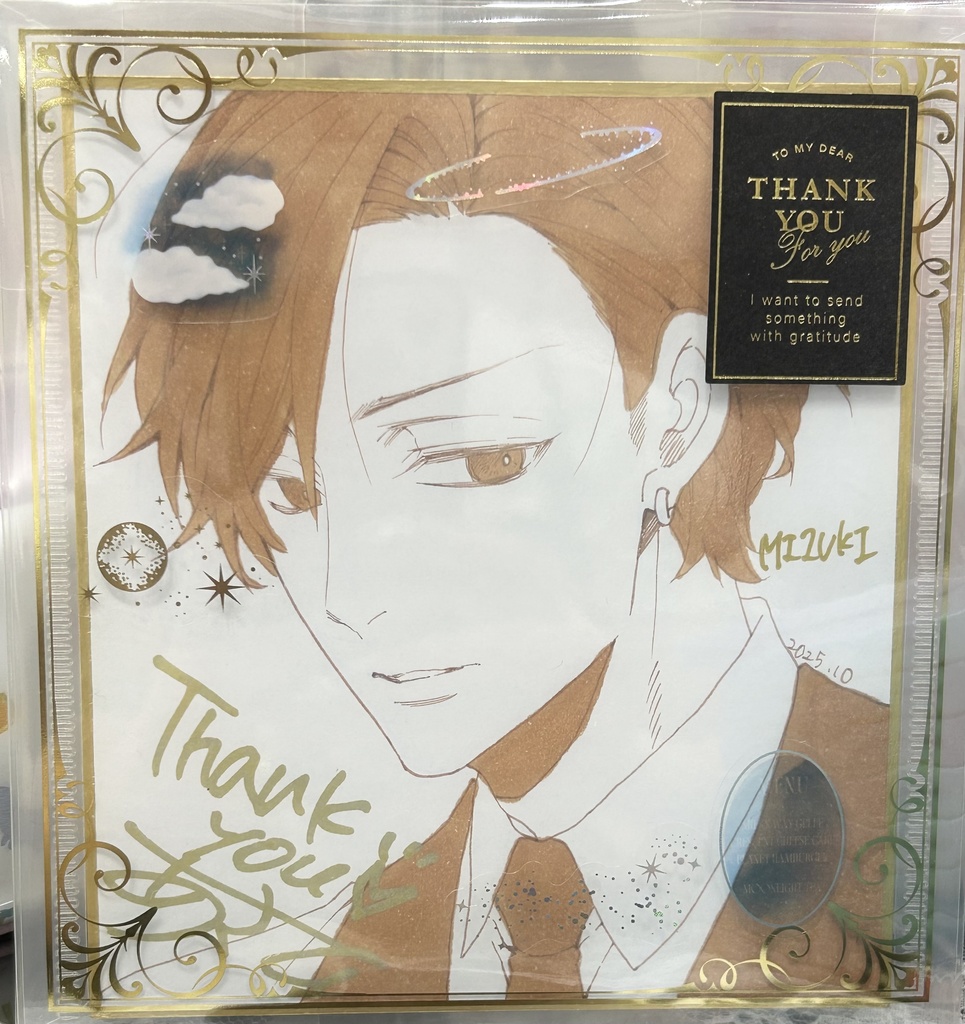 TO MY DEAR
THANK
YOU
For you
I want to send
something
with gratitude
MIZUKI
2025.10
Thank
you